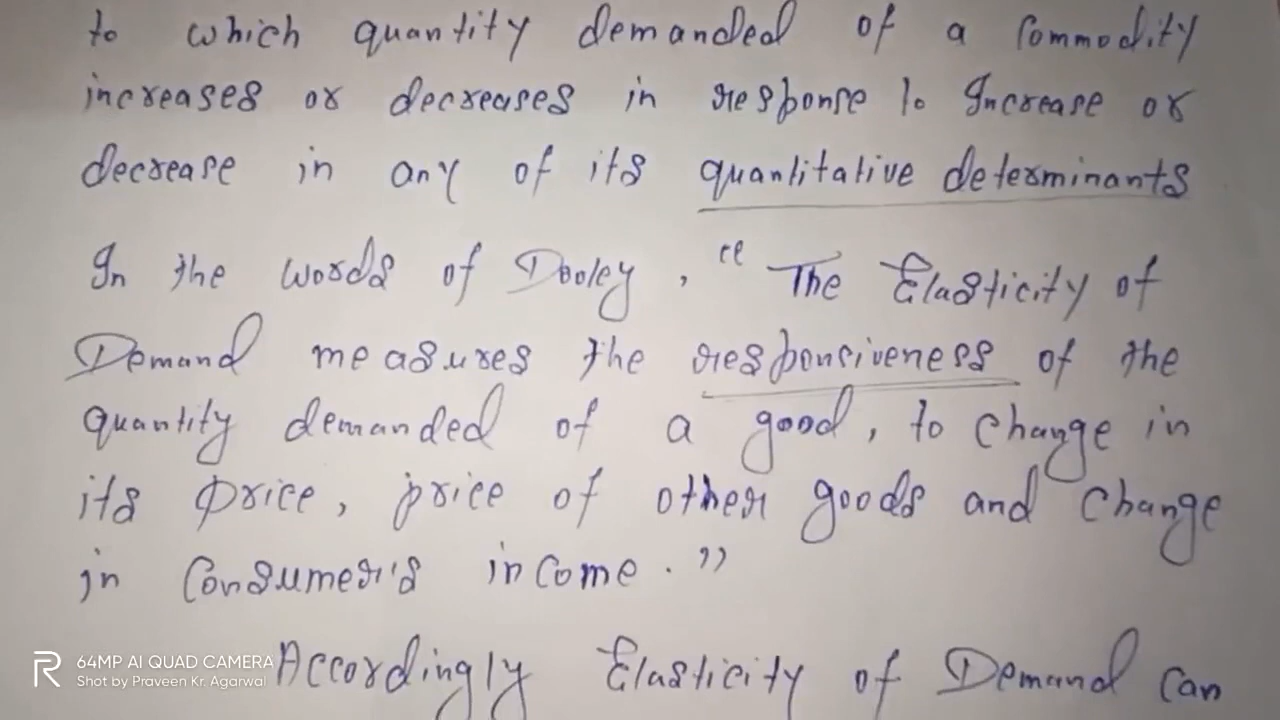 to which quantity demanded of a Commodity
increases or decreases in response to Increase or
decrease in any of its quantitative determinants
In the words of Dooley, "The Elasticity of
Demand measures the responsiveness of the
quantity demanded of a good, to change in
its price, price of other goods and change
in Consumer's income."
Accordingly Elasticity of Demand can
64MP AI QUAD CAMERA
Shot by Praveen Kr. Agarwal